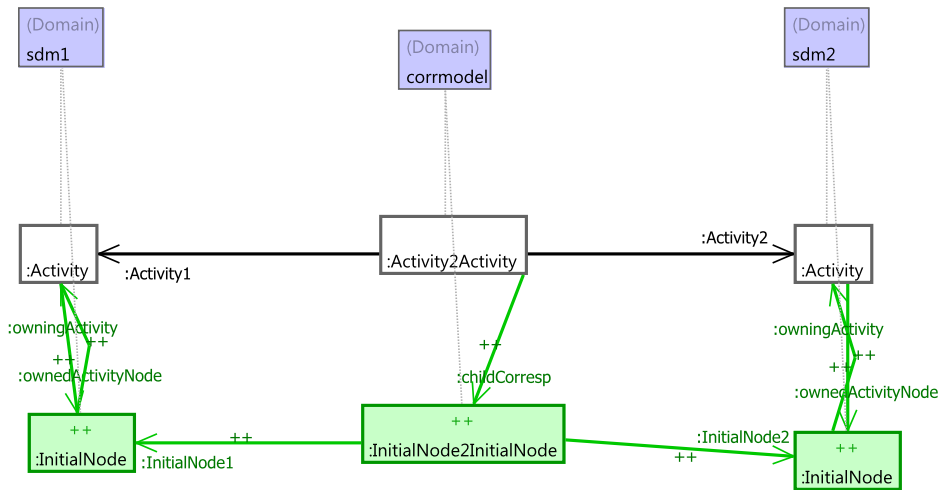 (Domain)
sdm1
(Domain)
corrmodel
(Domain)
sdm2
:Activity
:Activity1
:Activity2Activity
:Activity2
:Activity
:owningActivity
++
++
:ownedActivityNode
++
:childCorresp
:owningActivity
++
++
:ownedActivityNode
++
:InitialNode
++
:InitialNode1
++
:InitialNode2InitialNode
:InitialNode2
++
++
:InitialNode